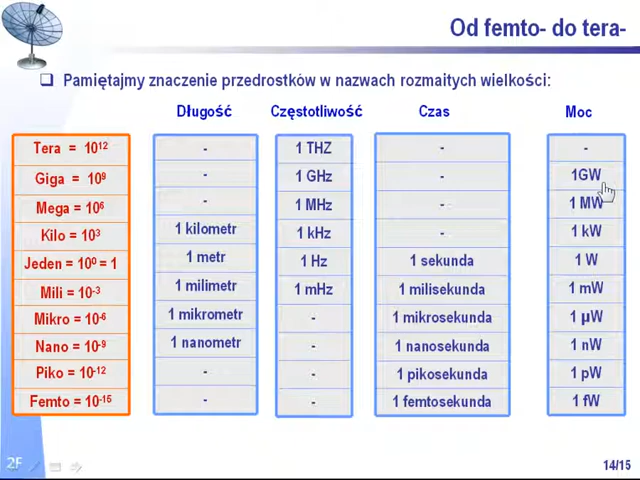 Od femto- do tera-
Pamiętajmy znaczenie przedrostków w nazwach rozmaitych wielkości:
Długość Częstotliwość Czas Moc
Tera = 10¹² - 1 THZ - -
Giga = 10⁹ - 1 GHz - 1GW
Mega = 10⁶ - 1 MHz - 1 MW
Kilo = 10³ 1 kilometr 1 kHz - 1 kW
Jeden = 10⁰ = 1 1 metr 1 Hz 1 sekunda 1 W
Mili = 10⁻³ 1 milimetr 1 mHz 1 milisekunda 1 mW
Mikro = 10⁻⁶ 1 mikrometr - 1 mikrosekunda 1 µW
Nano = 10⁻⁹ 1 nanometr - 1 nanosekunda 1 nW
Piko = 10⁻¹² - - 1 pikosekunda 1 pW
Femto = 10⁻¹⁵ - - 1 femtosekunda 1 fW
14/15